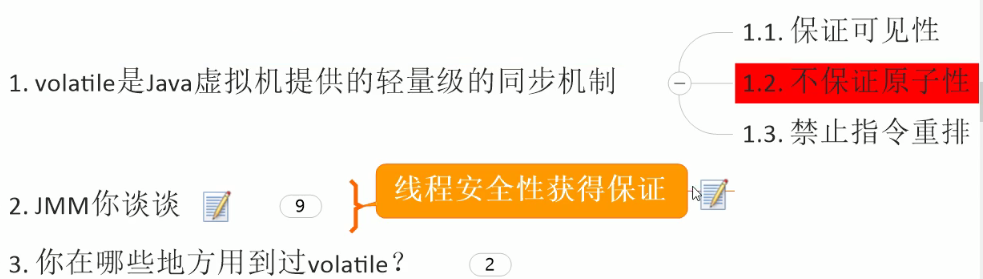 1.1. 保证可见性
1. volatile是Java虚拟机提供的轻量级的同步机制
1.2. 不保证原子性
1.3. 禁止指令重排
2. JMM你谈谈
9
线程安全性获得保证
3. 你在哪些地方用到过volatile？
2